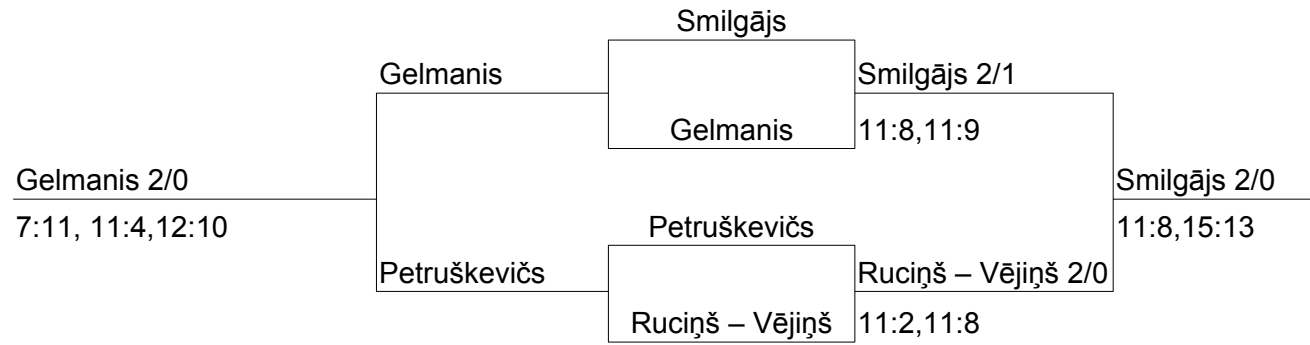 Smilgājs
Gelmanis
Smilgājs 2/1
Gelmanis
11:8,11:9
Gelmanis 2/0
Smilgājs 2/0
7:11, 11:4,12:10
Petruškevičs
11:8,15:13
Petruškevičs
Ruciņš – Vējiņš 2/0
Ruciņš – Vējiņš
11:2,11:8